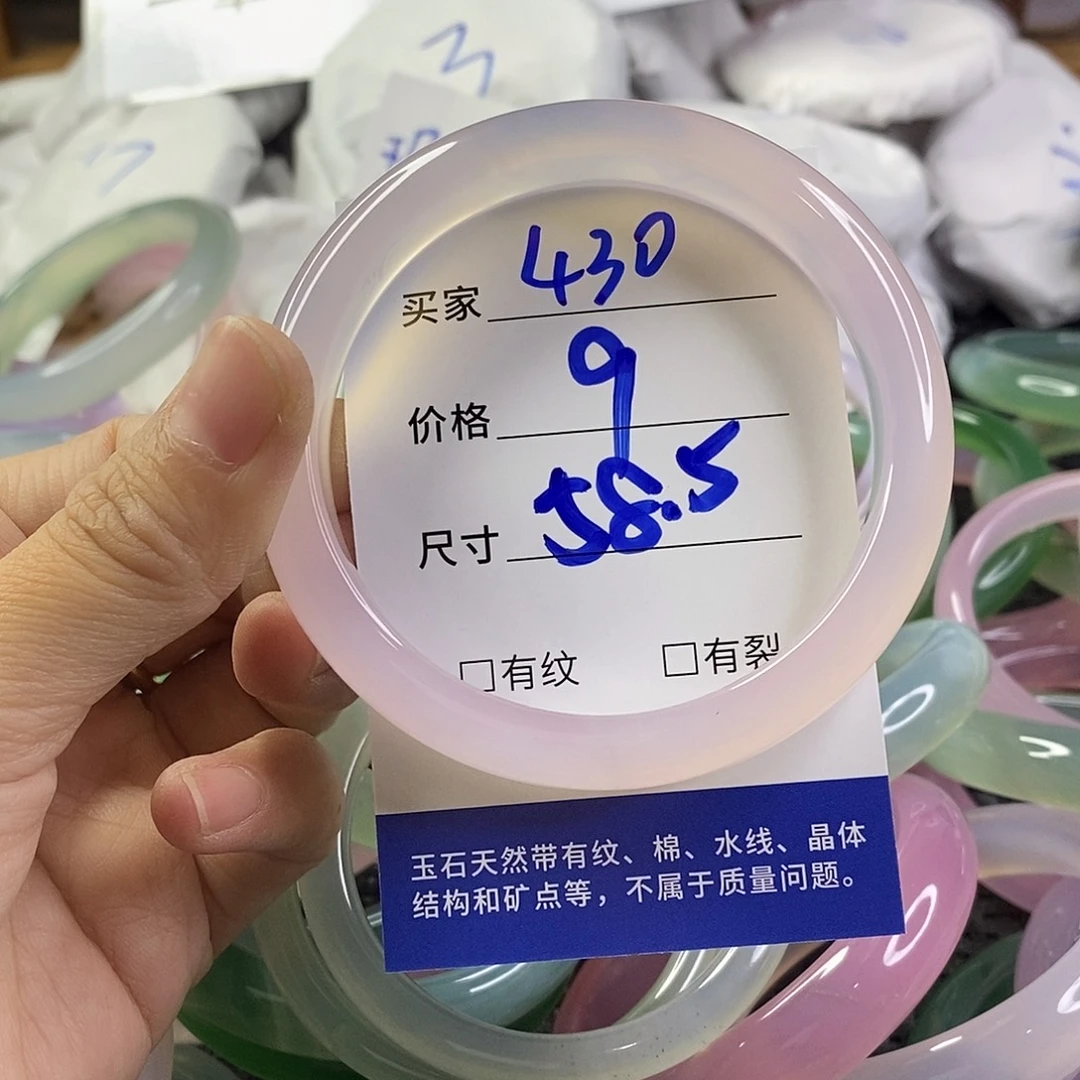 3
买家 430
价格 9
尺寸 58.5
□有纹 □有裂
玉石天然带有纹、棉、水线、晶体
结构和矿点等，不属于质量问题。